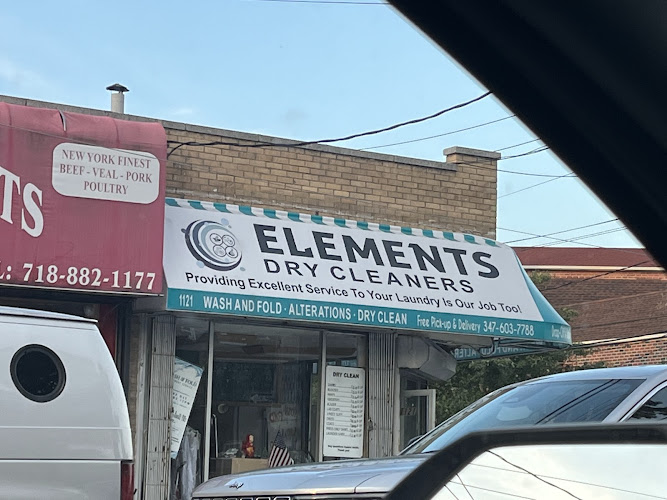 NEW YORK FINEST
BEEF - VEAL - PORK
POULTRY
TS
: 718-882-1177
ELEMENTS
DRY CLEANERS
Providing Excellent Service To Your Laundry Is Our Job Too!
1121 WASH AND FOLD · ALTERATIONS · DRY CLEAN Free Pick-up & Delivery 347-603-7788
DRY CLEAN